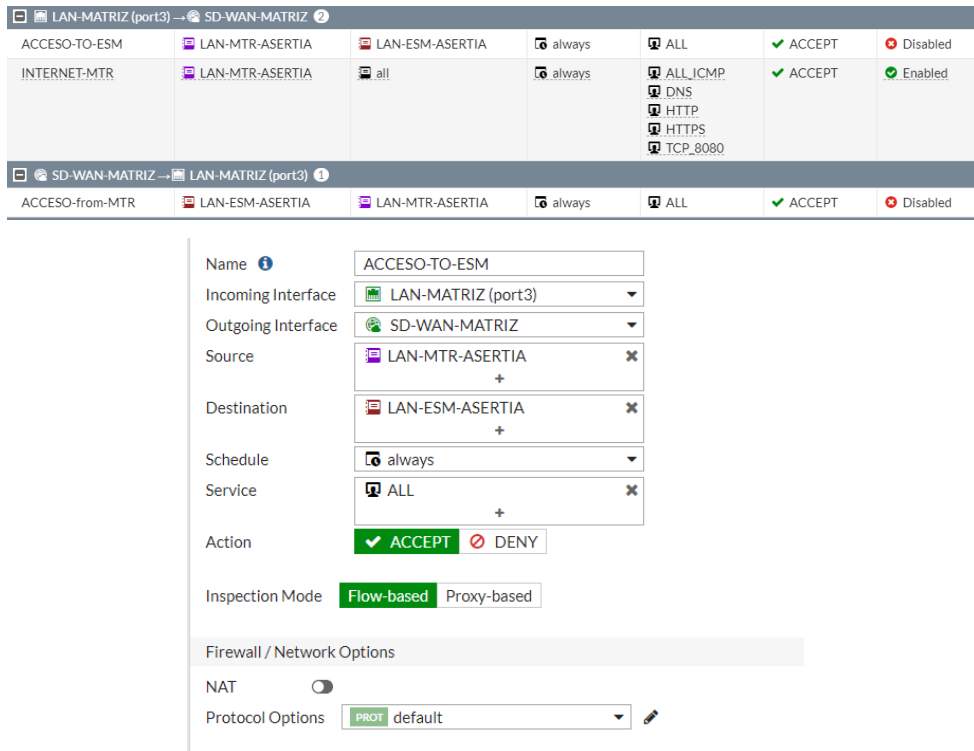 LAN-MATRIZ (port3) → SD-WAN-MATRIZ 2
ACCESO-TO-ESM LAN-MTR-ASERTIA LAN-ESM-ASERTIA always ALL ACCEPT Disabled
INTERNET-MTR LAN-MTR-ASERTIA all always ALL_ICMP ACCEPT Enabled
DNS
HTTP
HTTPS
TCP_8080
SD-WAN-MATRIZ → LAN-MATRIZ (port3) 1
ACCESO-from-MTR LAN-ESM-ASERTIA LAN-MTR-ASERTIA always ALL ACCEPT Disabled
Name ACCESO-TO-ESM
Incoming Interface LAN-MATRIZ (port3)
Outgoing Interface SD-WAN-MATRIZ
Source LAN-MTR-ASERTIA
+
Destination LAN-ESM-ASERTIA
+
Schedule always
Service ALL
+
Action ACCEPT DENY
Inspection Mode Flow-based Proxy-based
Firewall / Network Options
NAT
Protocol Options PROT default